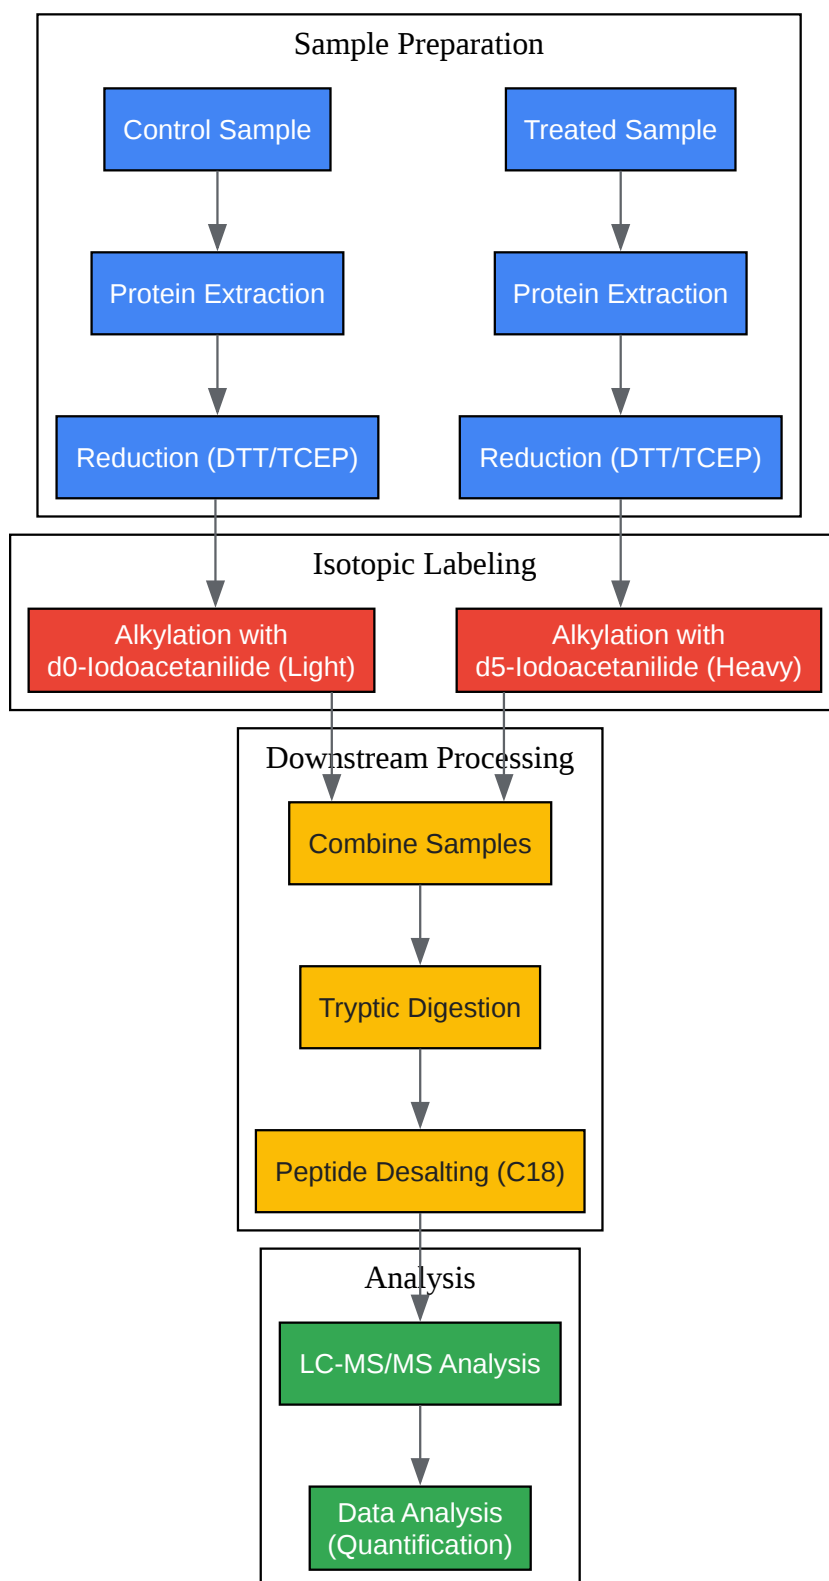 Sample Preparation
Control Sample
Treated Sample
Protein Extraction
Protein Extraction
Reduction (DTT/TCEP)
Reduction (DTT/TCEP)
Isotopic Labeling
Alkylation with
d0-Iodoacetanilide (Light)
Alkylation with
d5-Iodoacetanilide (Heavy)
Downstream Processing
Combine Samples
Tryptic Digestion
Peptide Desalting (C18)
Analysis
LC-MS/MS Analysis
Data Analysis
(Quantification)